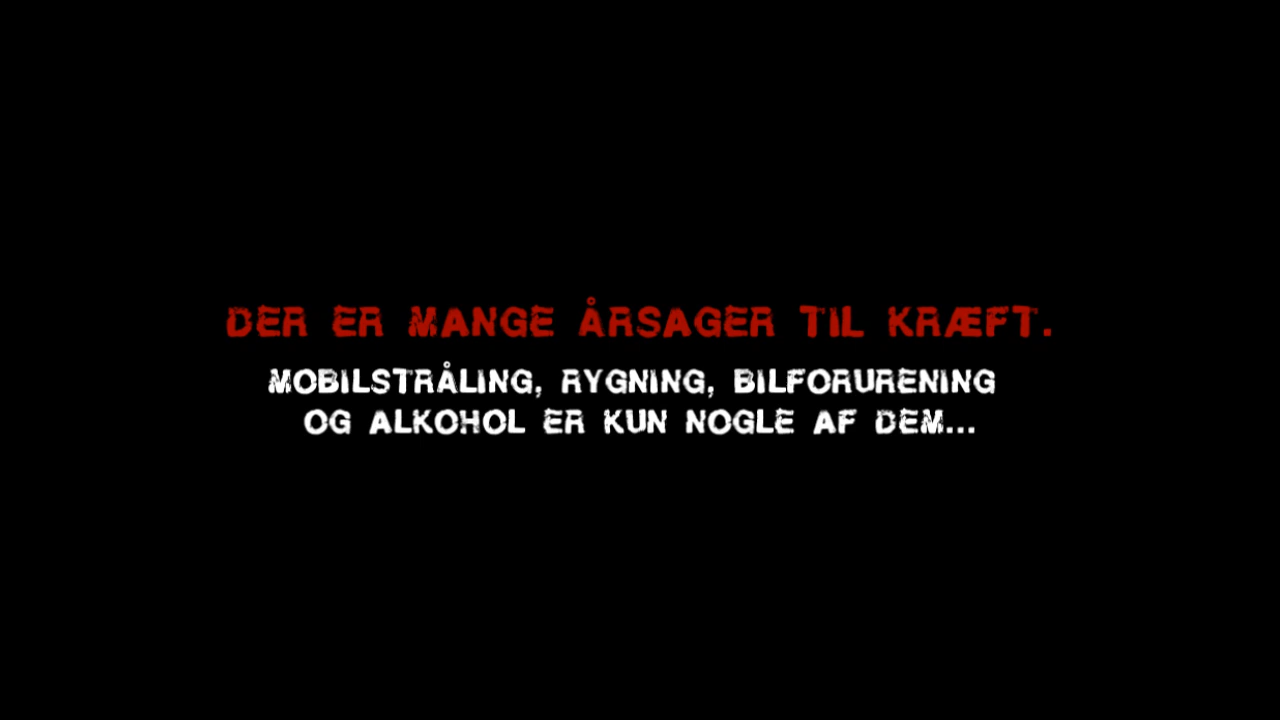 DER ER MANGE ÅRSAGER TIL KRÆFT.
MOBILSTRÅLING, RYGNING, BILFORURENING
OG ALKOHOL ER KUN NOGLE AF DEM...